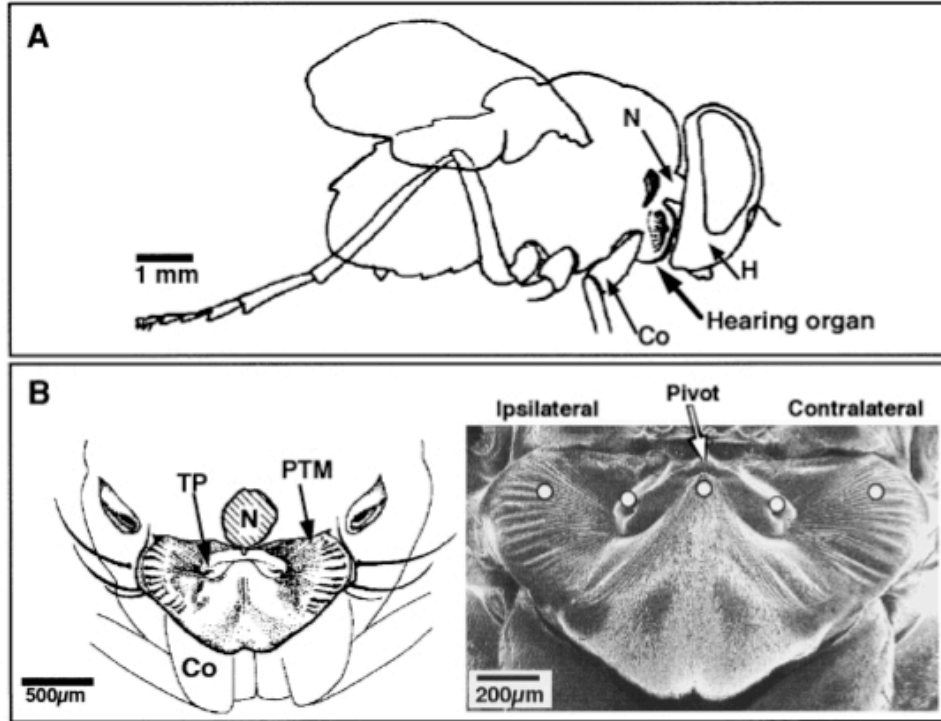 A
N
1 mm
H
Hearing organ
Co
B
Pivot
Ipsilateral
Contralateral
TP
PTM
N
Co
500µm
200µm